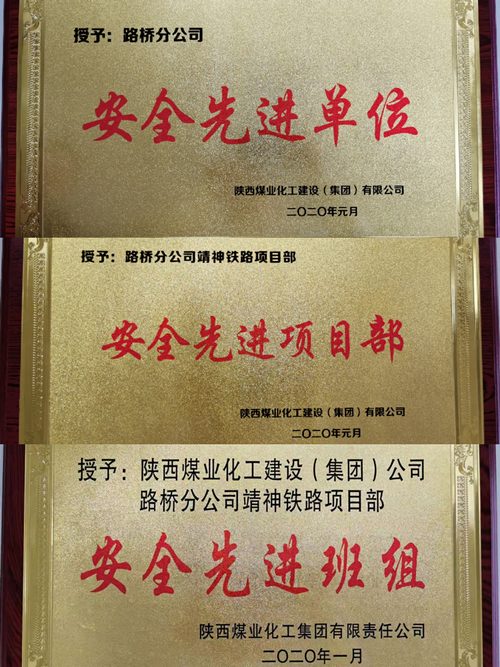 授予：路桥分公司
安全先进单位
陕西煤业化工建设（集团）有限公司
二〇二〇年元月
授予：路桥分公司靖神铁路项目部
安全先进项目部
陕西煤业化工建设（集团）有限公司
二〇二〇年元月
授予：陕西煤业化工建设（集团）公司
路桥分公司靖神铁路项目部
安全先进班组
陕西煤业化工集团有限责任公司
二〇二〇年一月